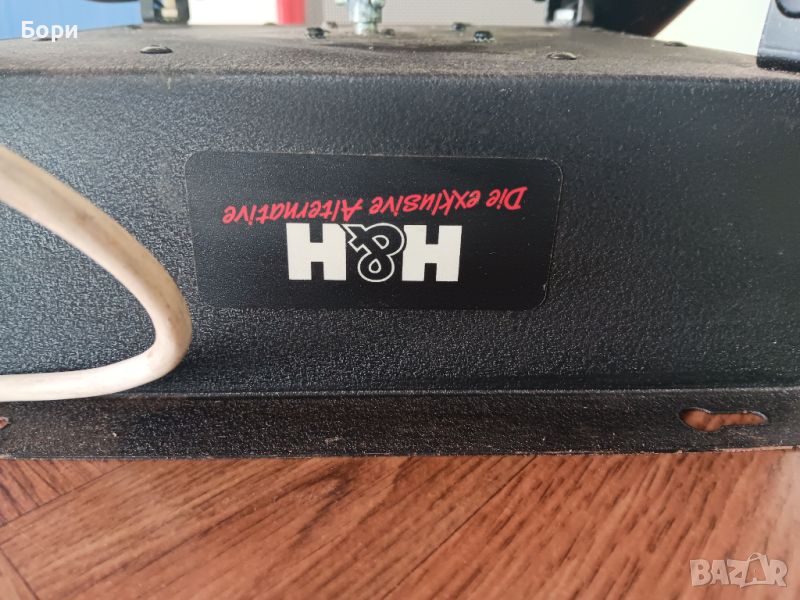 Бори
H&H
Die exklusive Alternative
BAZAR